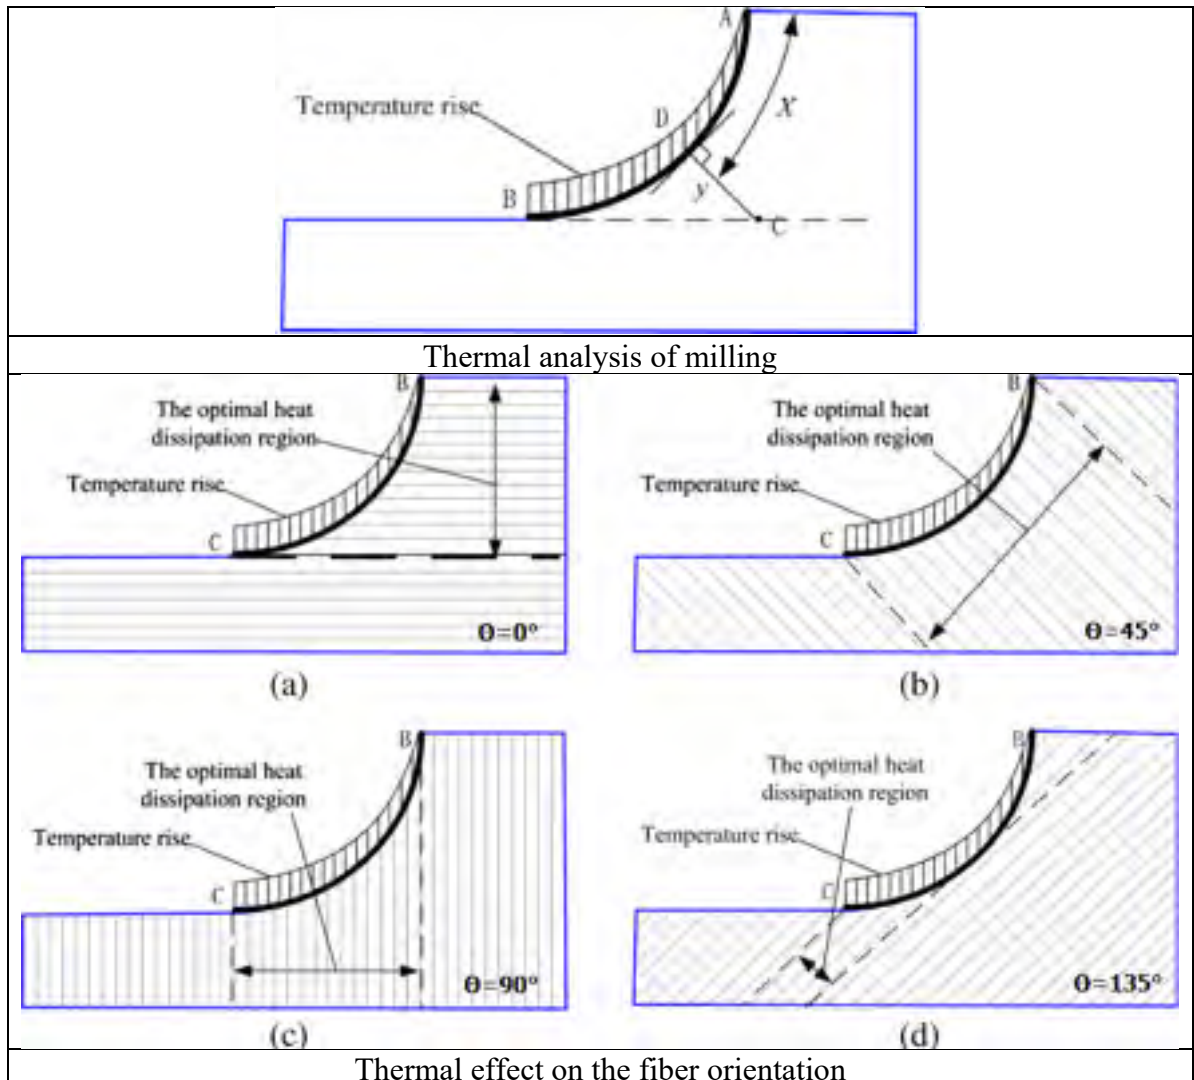 A
Temperature rise
X
D
B
y
C
Thermal analysis of milling
B
The optimal heat
dissipation region
Temperature rise
C
θ=0°
(a)
B
The optimal heat
dissipation region
Temperature rise
C
θ=45°
(b)
B
The optimal heat
dissipation region
Temperature rise
C
θ=90°
(c)
B
The optimal heat
dissipation region
Temperature rise
C
θ=135°
(d)
Thermal effect on the fiber orientation